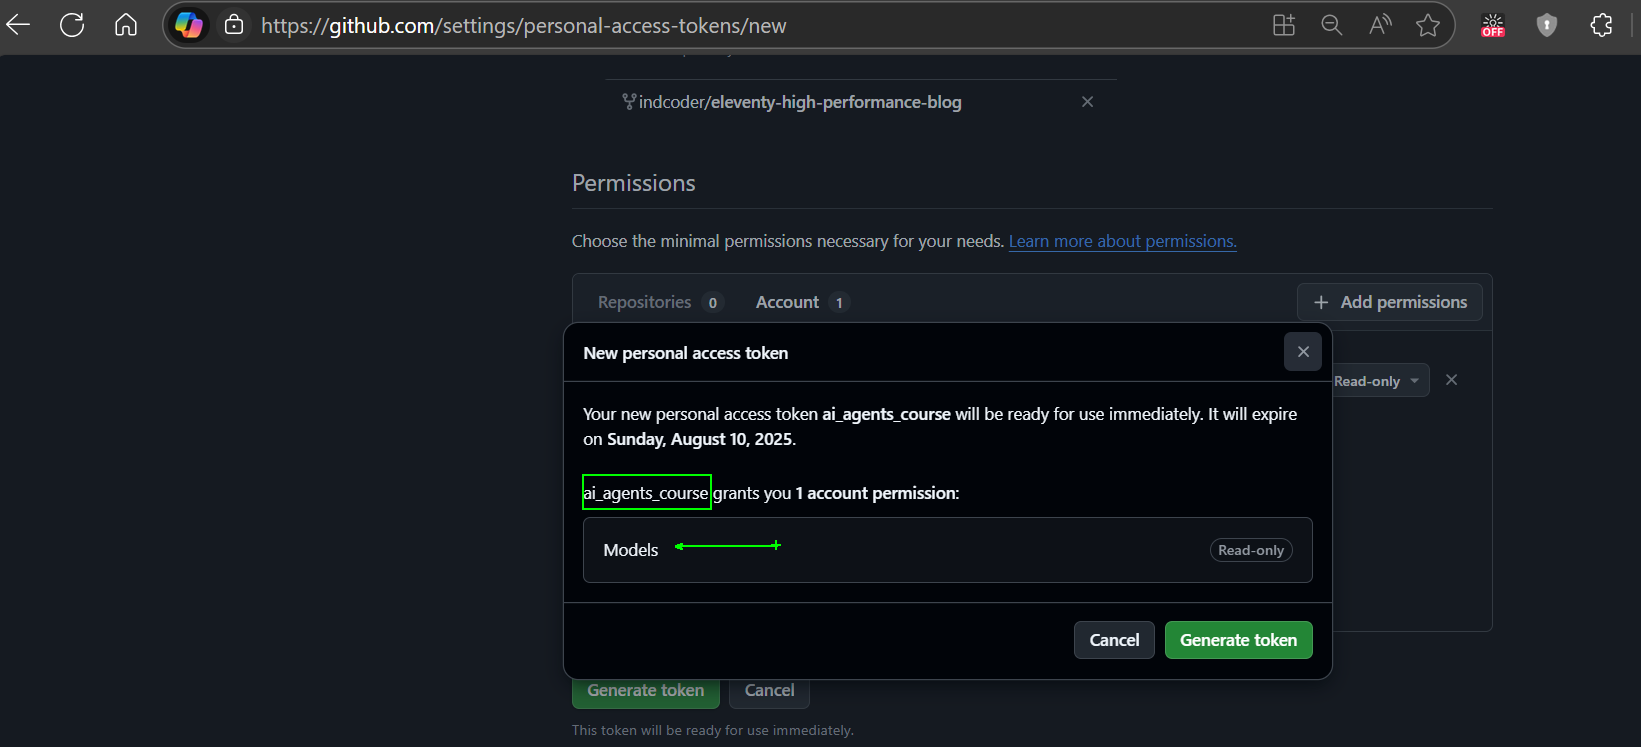 https://github.com/settings/personal-access-tokens/new
OFF
indcoder/eleventy-high-performance-blog
Permissions
Choose the minimal permissions necessary for your needs. Learn more about permissions.
Repositories 0 Account 1 Add permissions
New personal access token
Read-only
Your new personal access token ai_agents_course will be ready for use immediately. It will expire
on Sunday, August 10, 2025.
ai_agents_course grants you 1 account permission:
Models Read-only
Cancel Generate token
Generate token Cancel
This token will be ready for use immediately.